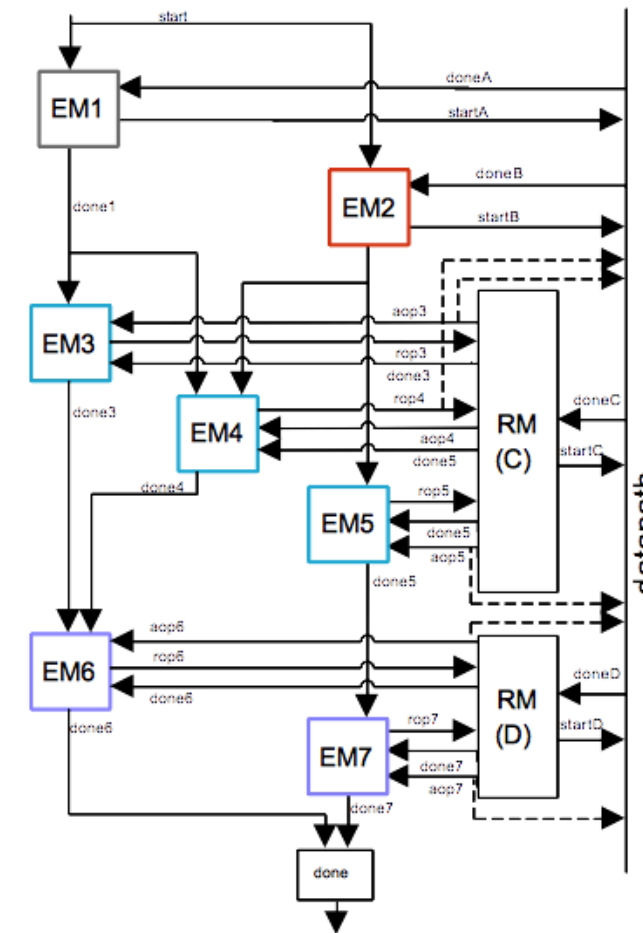 start
doneA
EM1
startA
doneB
done1
EM2
startB
aop3
EM3
rop3
done3
done3
rop4
doneC
EM4
RM
(C)
aop4
startC
done5
done4
rop5
EM5
done5
aop5
datapath
done5
aop6
rop6
EM6
done6
doneD
RM
(D)
done6
rop7
startD
EM7
done7
aop7
done7
done